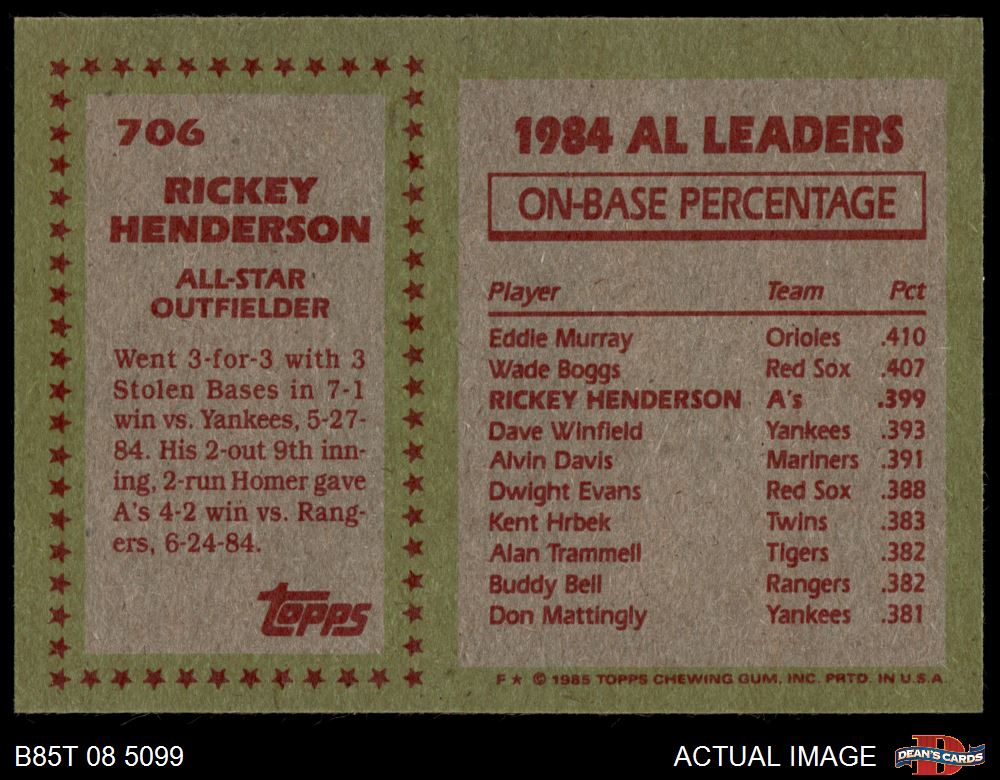 706
RICKEY
HENDERSON
ALL-STAR
OUTFIELDER
Went 3-for-3 with 3
Stolen Bases in 7-1
win vs. Yankees, 5-27-
84. His 2-out 9th inn-
ing, 2-run Homer gave
A's 4-2 win vs. Rang-
ers, 6-24-84.
topps
1984 AL LEADERS
ON-BASE PERCENTAGE
Player Team Pct
Eddie Murray Orioles .410
Wade Boggs Red Sox .407
RICKEY HENDERSON A's .399
Dave Winfield Yankees .393
Alvin Davis Mariners .391
Dwight Evans Red Sox .388
Kent Hrbek Twins .383
Alan Trammell Tigers .382
Buddy Bell Rangers .382
Don Mattingly Yankees .381
F ★ © 1985 TOPPS CHEWING GUM, INC. PRTD. IN U.S.A.
B85T 08 5099
ACTUAL IMAGE
D
DEAN'S CARDS